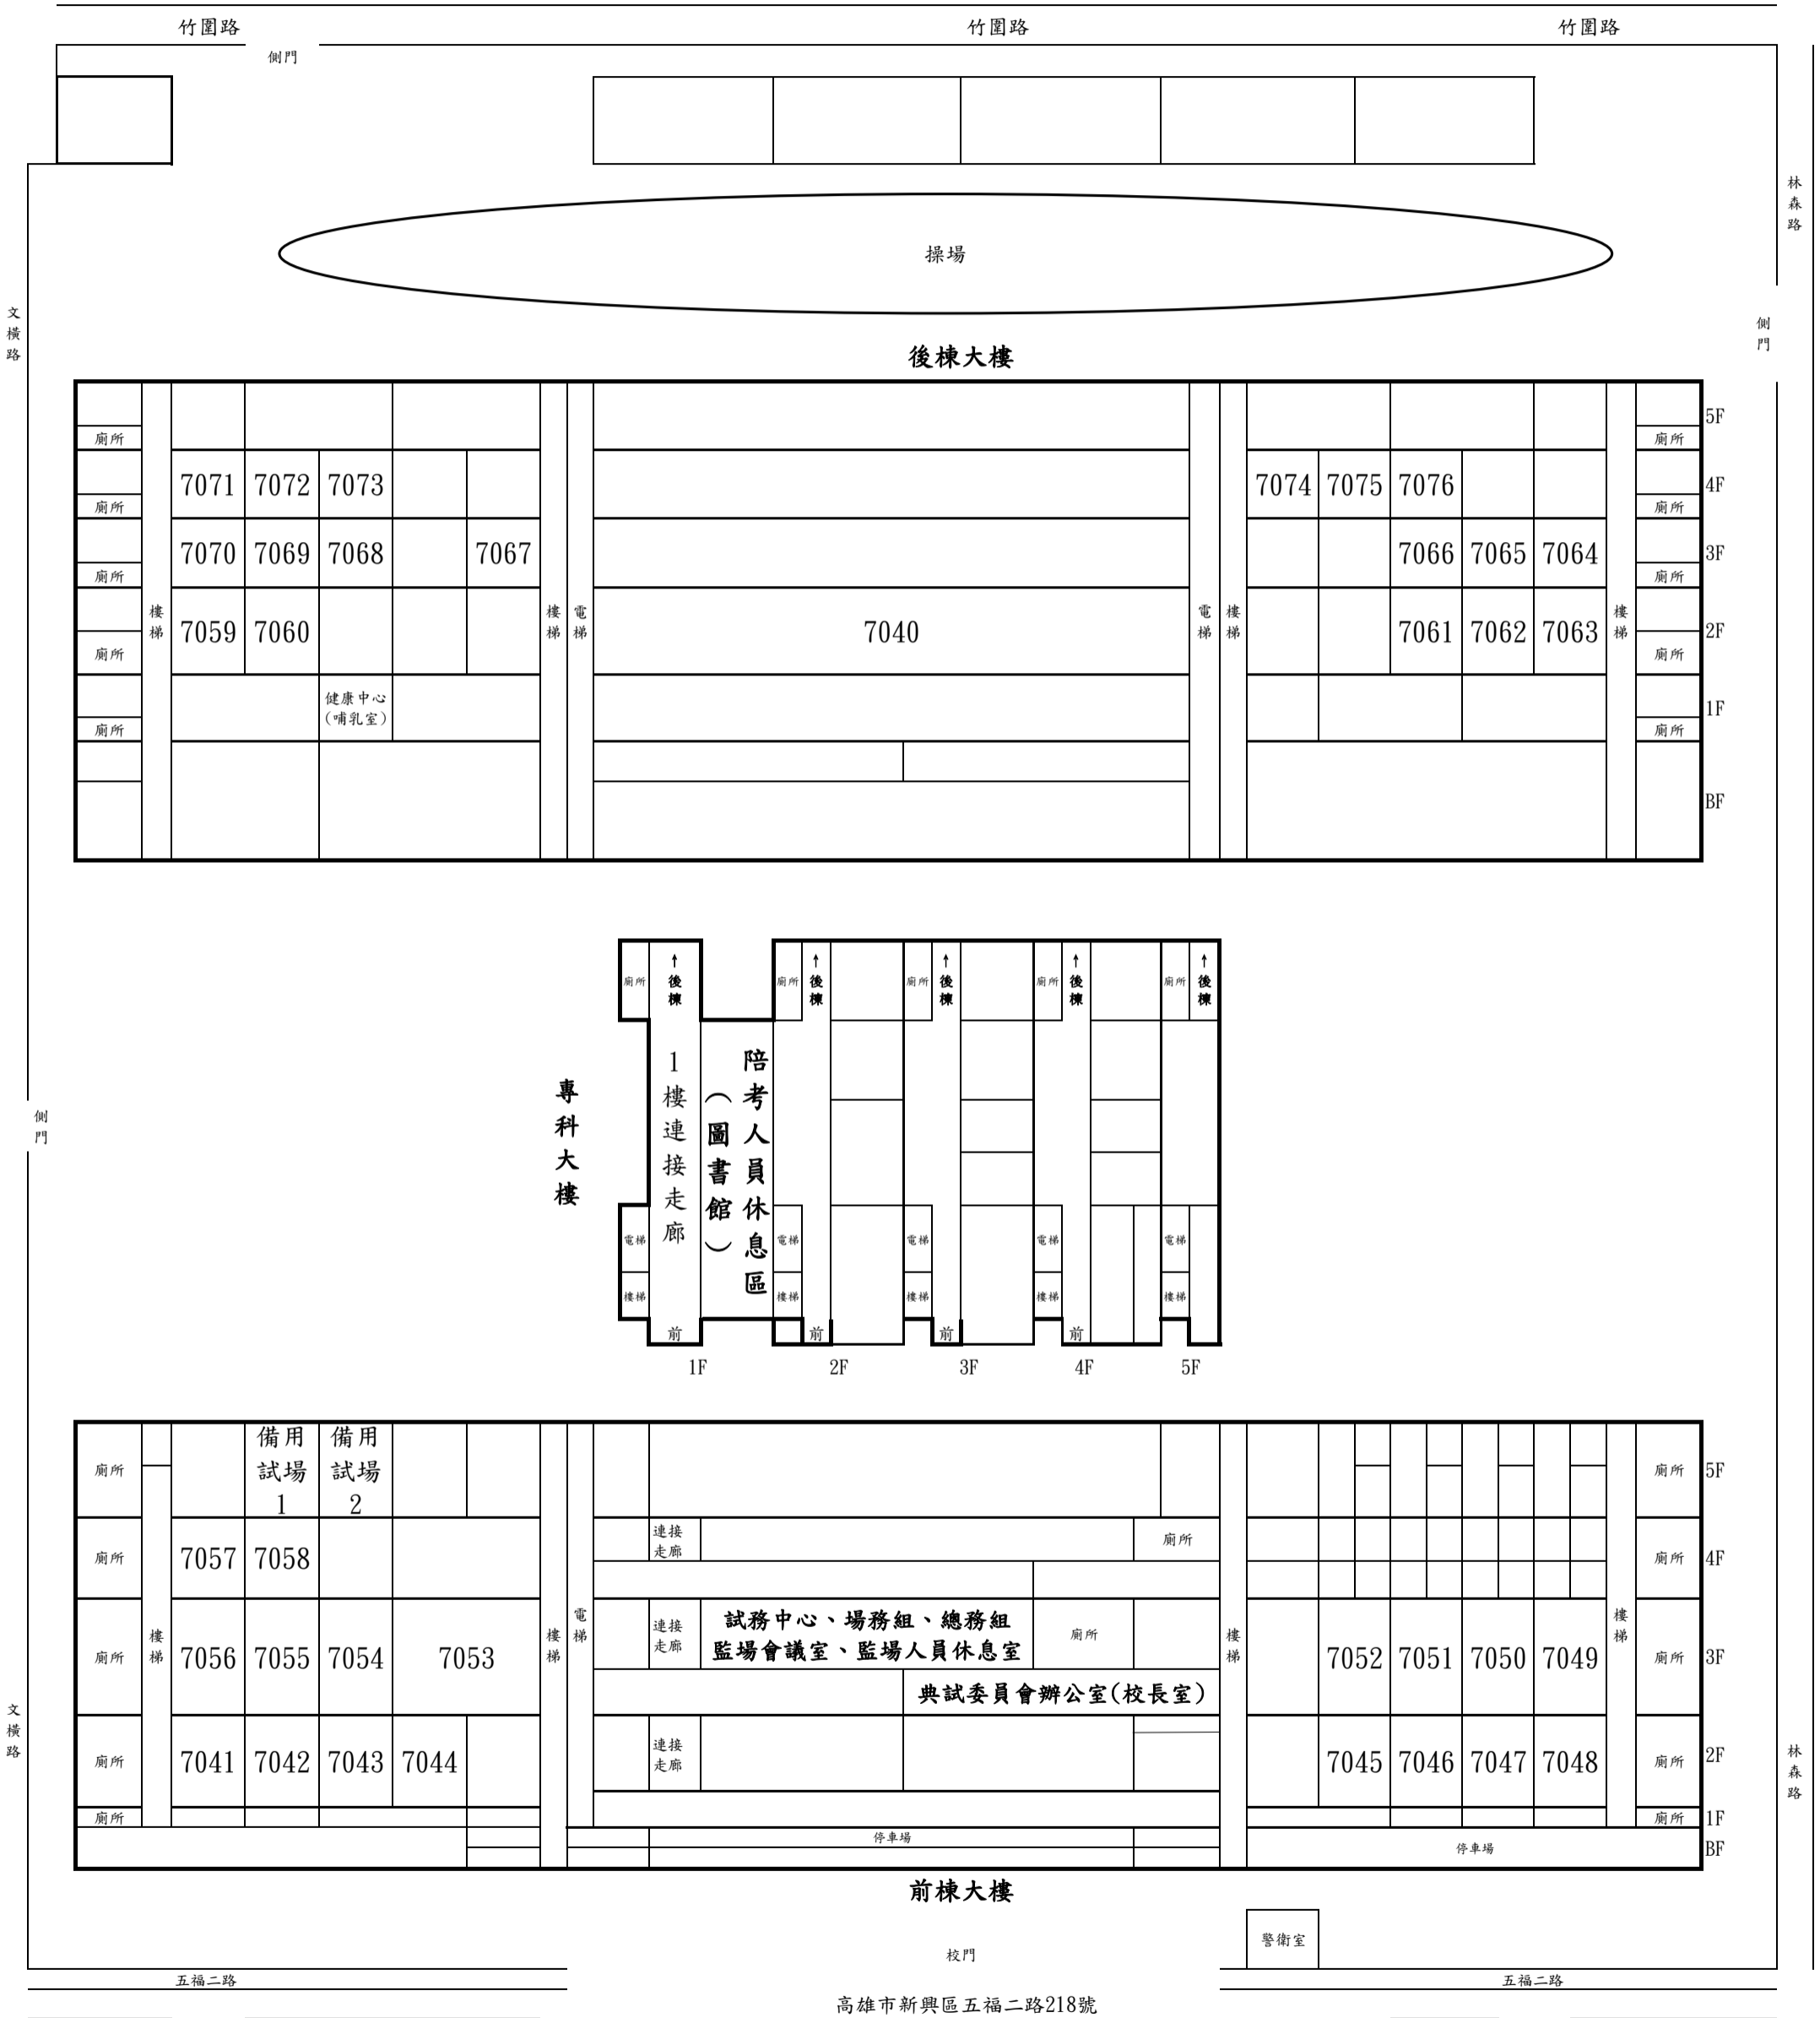 竹圍路 竹圍路 竹圍路
側門
林森路
操場
文橫路
側門
後棟大樓
5F
廁所 廁所
7071 7072 7073 7074 7075 7076 4F
廁所 廁所
7070 7069 7068 7067 7066 7065 7064 3F
廁所 廁所
樓梯 樓梯 電梯 電梯 樓梯 樓梯
7059 7060 7040 7061 7062 7063 2F
廁所 廁所
健康中心
(哺乳室)
1F
廁所 廁所
BF
廁所 ↑後棟 廁所 ↑後棟 廁所 ↑後棟 廁所 ↑後棟 廁所 ↑後棟
專科大樓
1樓連接走廊
陪考人員休息區
(圖書館)
側門
電梯 電梯 電梯 電梯 電梯
樓梯 樓梯 樓梯 樓梯 樓梯
前 前 前 前
1F 2F 3F 4F 5F
備用試場1
備用試場2
廁所 廁所 5F
連接走廊
廁所
廁所 7057 7058 廁所 4F
樓梯 樓梯 電梯 樓梯 樓梯
連接走廊
試務中心、場務組、總務組
監場會議室、監場人員休息室
廁所
廁所 7056 7055 7054 7053 7052 7051 7050 7049 廁所 3F
典試委員會辦公室(校長室)
文橫路
連接走廊
廁所 7041 7042 7043 7044 7045 7046 7047 7048 廁所 2F
林森路
廁所 廁所 1F
停車場 停車場 BF
前棟大樓
警衛室
校門
五福二路 五福二路
高雄市新興區五福二路218號